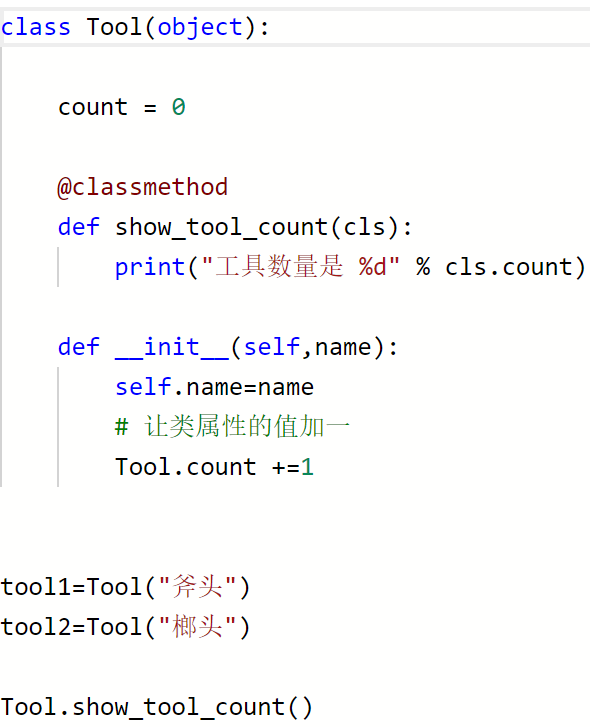 class Tool(object):
count = 0
@classmethod
def show_tool_count(cls):
print("工具数量是 %d" % cls.count)
def __init__(self,name):
self.name=name
# 让类属性的值加一
Tool.count +=1
tool1=Tool("斧头")
tool2=Tool("榔头")
Tool.show_tool_count()